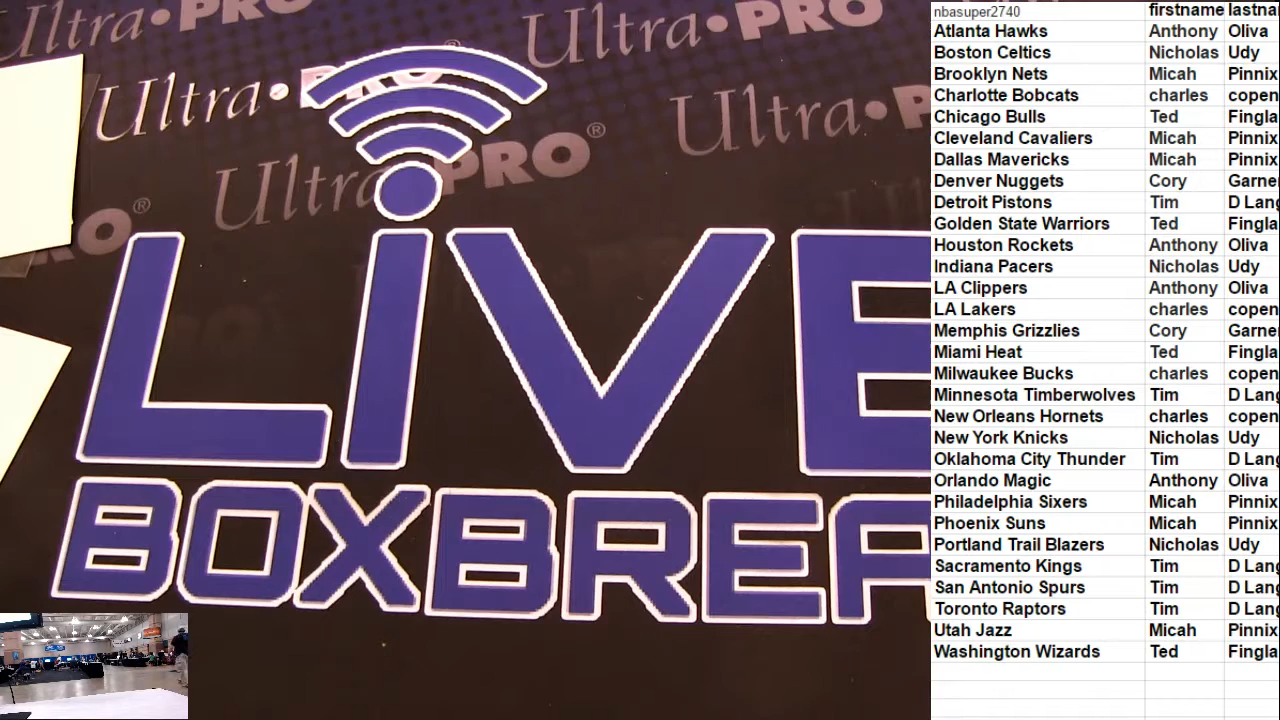 Ultra•PRO
Ultra•PRO
Ultra•PRO®
Ultra•P
Ultra PRO®
RO®
LiVE
BOXBREA
nbasuper2740 firstname lastna
Atlanta Hawks Anthony Oliva
Boston Celtics Nicholas Udy
Brooklyn Nets Micah Pinnix
Charlotte Bobcats charles copen
Chicago Bulls Ted Fingla
Cleveland Cavaliers Micah Pinnix
Dallas Mavericks Micah Pinnix
Denver Nuggets Cory Garne
Detroit Pistons Tim D Lang
Golden State Warriors Ted Fingla
Houston Rockets Anthony Oliva
Indiana Pacers Nicholas Udy
LA Clippers Anthony Oliva
LA Lakers charles copen
Memphis Grizzlies Cory Garne
Miami Heat Ted Fingla
Milwaukee Bucks charles copen
Minnesota Timberwolves Tim D Lang
New Orleans Hornets charles copen
New York Knicks Nicholas Udy
Oklahoma City Thunder Tim D Lang
Orlando Magic Anthony Oliva
Philadelphia Sixers Micah Pinnix
Phoenix Suns Micah Pinnix
Portland Trail Blazers Nicholas Udy
Sacramento Kings Tim D Lang
San Antonio Spurs Tim D Lang
Toronto Raptors Tim D Lang
Utah Jazz Micah Pinnix
Washington Wizards Ted Fingla